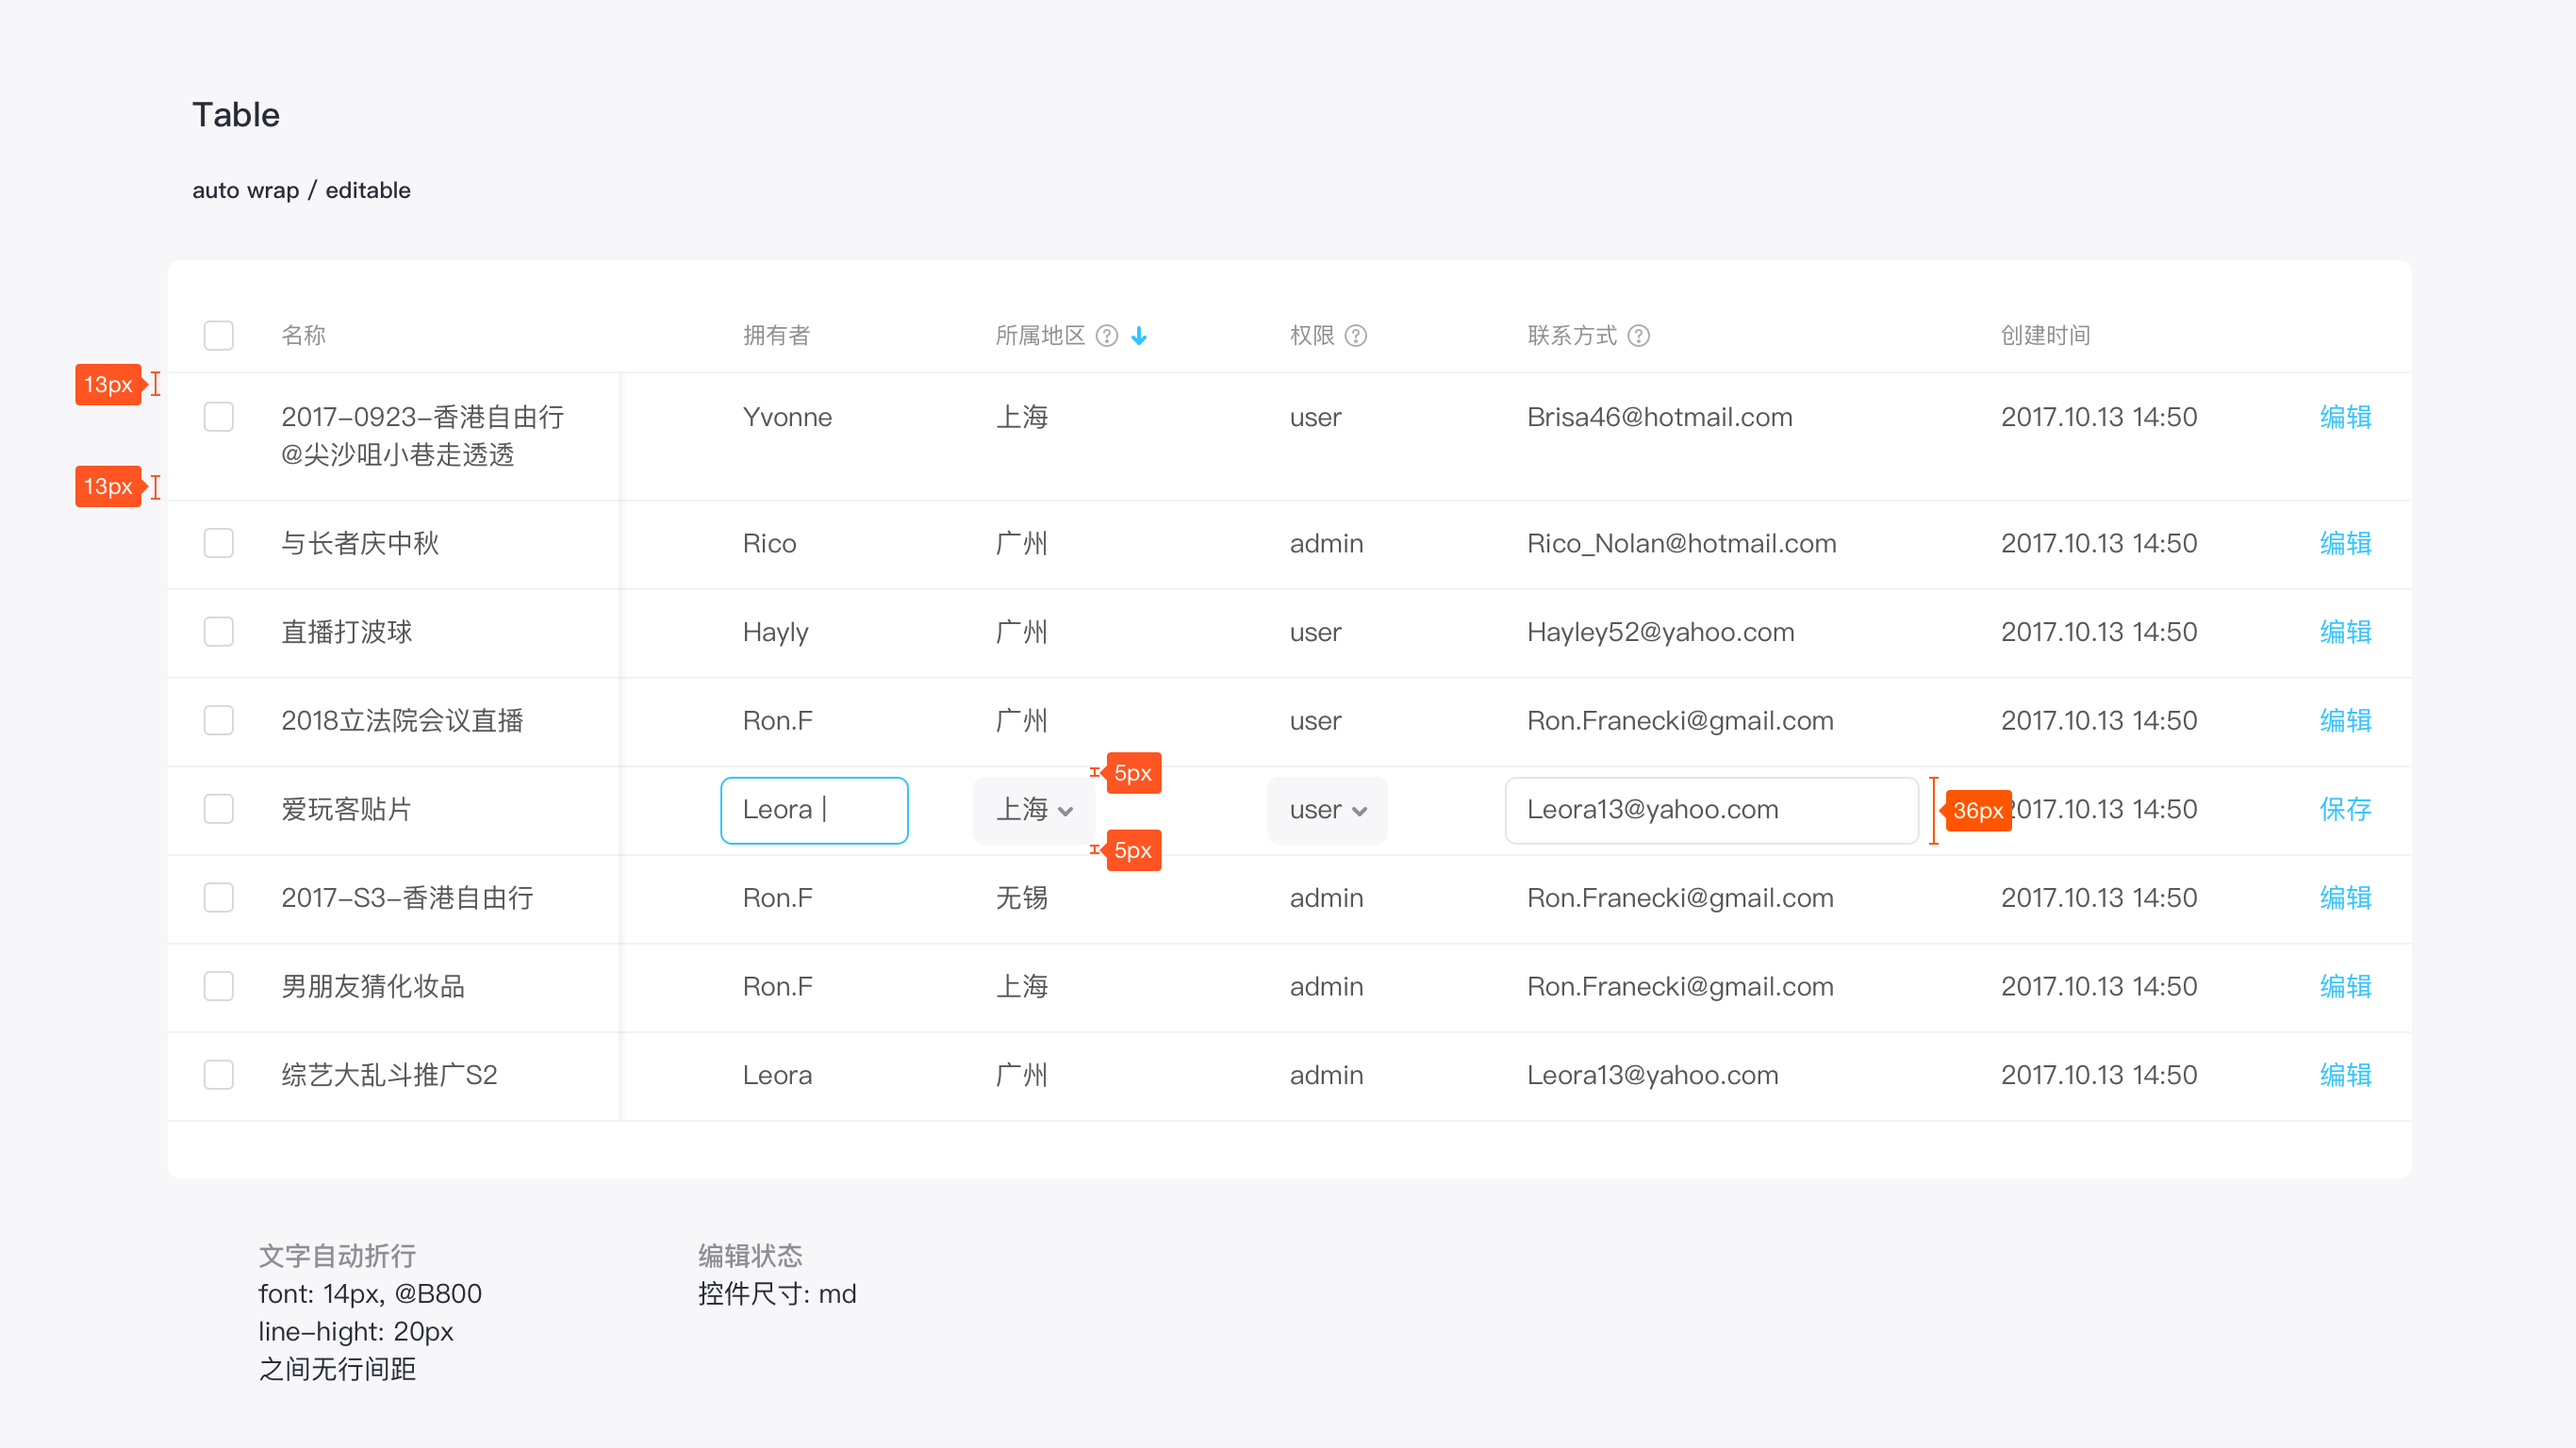 Table
auto wrap / editable
名称 拥有者 所属地区 ? 权限 ? 联系方式 ? 创建时间
13px
2017-0923-香港自由行 Yvonne 上海 user Brisa46@hotmail.com 2017.10.13 14:50 编辑
@尖沙咀小巷走透透
13px
与长者庆中秋 Rico 广州 admin Rico_Nolan@hotmail.com 2017.10.13 14:50 编辑
直播打波球 Hayly 广州 user Hayley52@yahoo.com 2017.10.13 14:50 编辑
2018立法院会议直播 Ron.F 广州 user Ron.Franecki@gmail.com 2017.10.13 14:50 编辑
5px
爱玩客贴片 Leora 上海 user Leora13@yahoo.com 36px 2017.10.13 14:50 保存
5px
2017-S3-香港自由行 Ron.F 无锡 admin Ron.Franecki@gmail.com 2017.10.13 14:50 编辑
男朋友猜化妆品 Ron.F 上海 admin Ron.Franecki@gmail.com 2017.10.13 14:50 编辑
综艺大乱斗推广S2 Leora 广州 admin Leora13@yahoo.com 2017.10.13 14:50 编辑
文字自动折行
font: 14px, @B800
line-hight: 20px
之间无行间距
编辑状态
控件尺寸: md